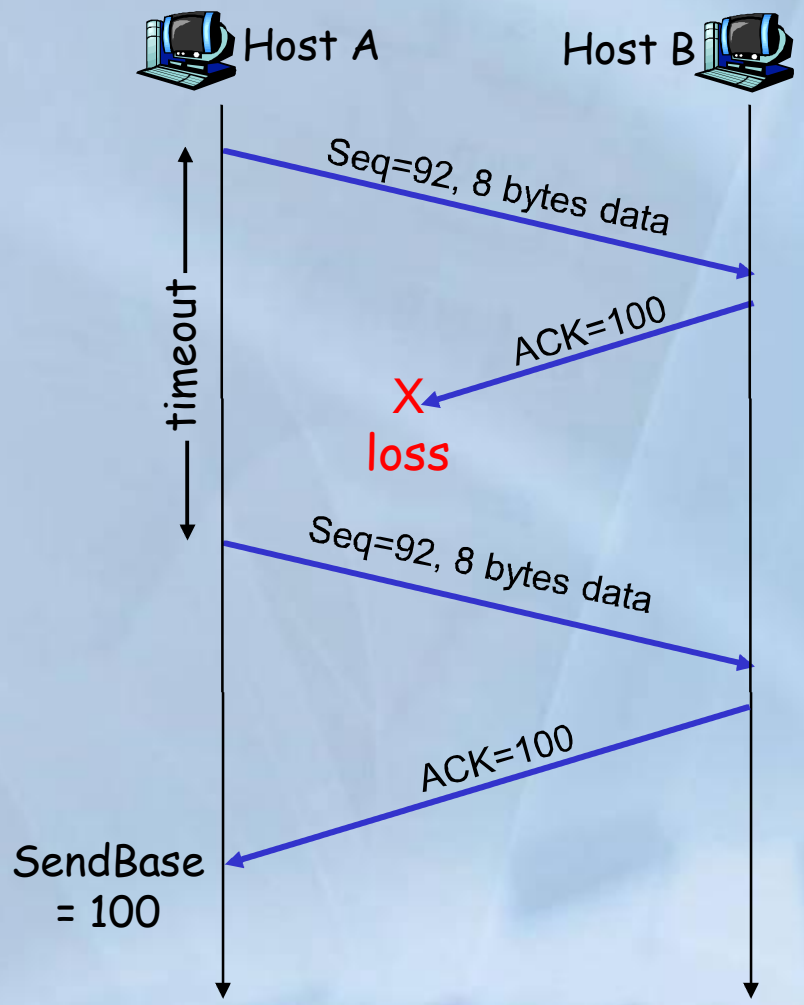 Host A
Host B
Seq=92, 8 bytes data
timeout
ACK=100
X
loss
Seq=92, 8 bytes data
ACK=100
SendBase
= 100